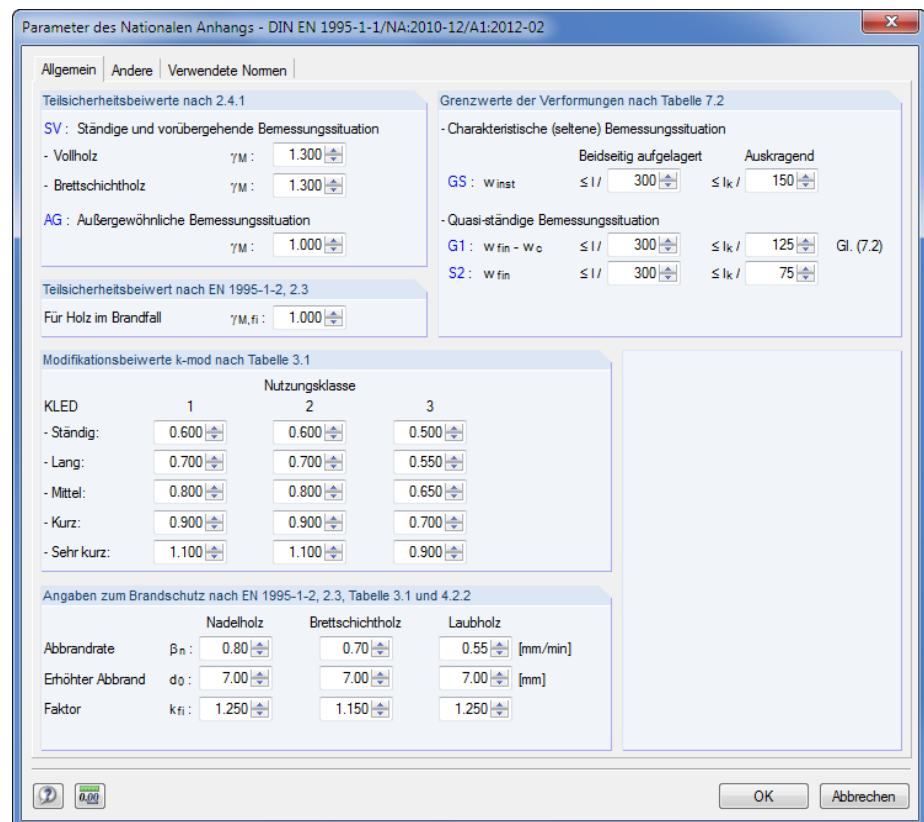 Parameter des Nationalen Anhangs - DIN EN 1995-1-1/NA:2010-12/A1:2012-02
Allgemein Andere Verwendete Normen
Teilsicherheitsbeiwerte nach 2.4.1
SV : Ständige und vorübergehende Bemessungssituation
- Vollholz γM : 1.300
- Brettschichtholz γM : 1.300
AG : Außergewöhnliche Bemessungssituation
γM : 1.000
Teilsicherheitsbeiwert nach EN 1995-1-2, 2.3
Für Holz im Brandfall γM,fi : 1.000
Grenzwerte der Verformungen nach Tabelle 7.2
- Charakteristische (seltene) Bemessungssituation
Beidseitig aufgelagert Auskragend
GS : w inst ≤ l / 300 ≤ lk / 150
- Quasi-ständige Bemessungssituation
G1 : w fin - w c ≤ l / 300 ≤ lk / 125 Gl. (7.2)
S2 : w fin ≤ l / 300 ≤ lk / 75
Modifikationsbeiwerte k-mod nach Tabelle 3.1
Nutzungsklasse
KLED 1 2 3
- Ständig: 0.600 0.600 0.500
- Lang: 0.700 0.700 0.550
- Mittel: 0.800 0.800 0.650
- Kurz: 0.900 0.900 0.700
- Sehr kurz: 1.100 1.100 0.900
Angaben zum Brandschutz nach EN 1995-1-2, 2.3, Tabelle 3.1 und 4.2.2
Nadelholz Brettschichtholz Laubholz
Abbrandrate βn : 0.80 0.70 0.55 [mm/min]
Erhöhter Abbrand d0 : 7.00 7.00 7.00 [mm]
Faktor kfi : 1.250 1.150 1.250
0.00
OK Abbrechen